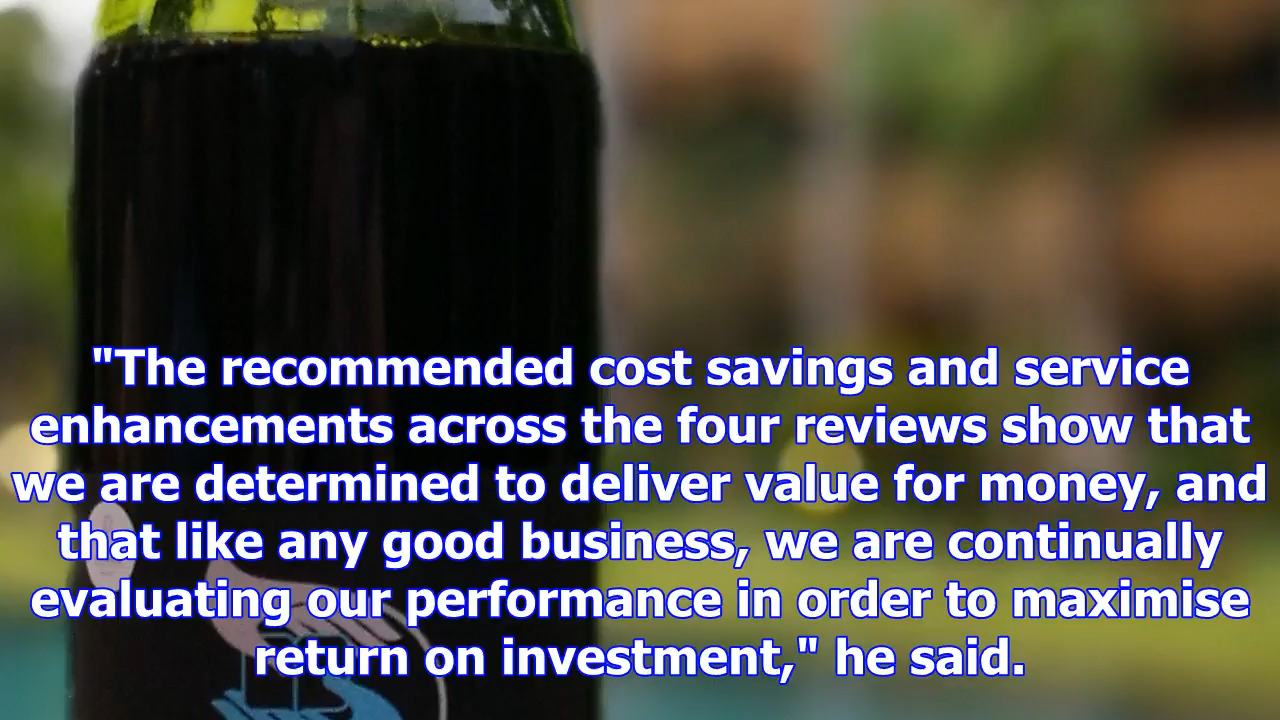 "The recommended cost savings and service
enhancements across the four reviews show that
we are determined to deliver value for money, and
that like any good business, we are continually
evaluating our performance in order to maximise
return on investment," he said.